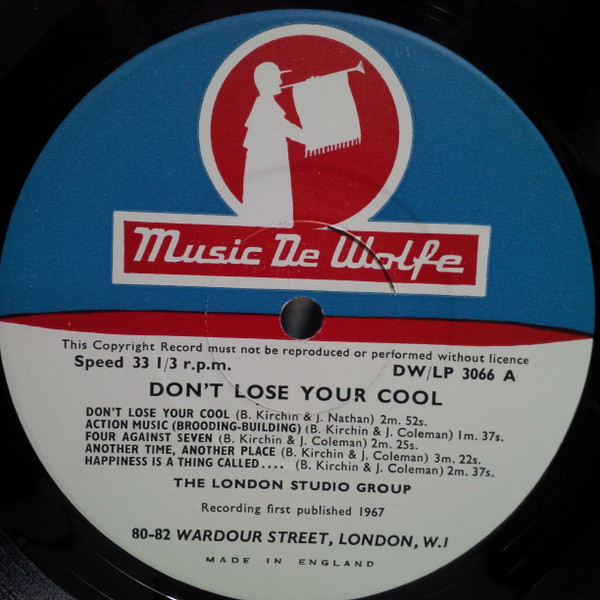 Music De Wolfe
This Copyright Record must not be reproduced or performed without licence
Speed 33 1/3 r.p.m.
DW/LP 3066 A
DON'T LOSE YOUR COOL
DON'T LOSE YOUR COOL (B. Kirchin & J. Nathan) 2m. 52s.
ACTION MUSIC (BROODING-BUILDING) (B. Kirchin & J. Coleman) 1m. 37s.
FOUR AGAINST SEVEN (B. Kirchin & J. Coleman) 2m. 25s.
ANOTHER TIME, ANOTHER PLACE (B. Kirchin & J. Coleman) 3m. 22s.
HAPPINESS IS A THING CALLED.... (B. Kirchin & J. Coleman) 2m. 37s.
THE LONDON STUDIO GROUP
Recording first published 1967
80-82 WARDOUR STREET, LONDON, W.1
MADE IN ENGLAND